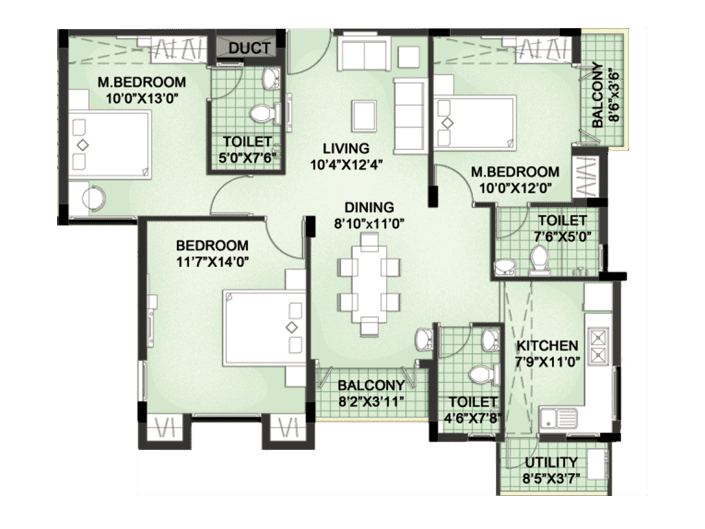 DUCT
M.BEDROOM
10'0"X13'0"
TOILET
5'0"X7'6"
LIVING
10'4"X12'4"
BALCONY
8'6"x3'6"
M.BEDROOM
10'0"X12'0"
DINING
8'10"x11'0"
TOILET
7'6"X5'0"
BEDROOM
11'7"X14'0"
KITCHEN
7'9"X11'0"
BALCONY
8'2"X3'11"
TOILET
4'6"X7'8"
UTILITY
8'5"X3'7"